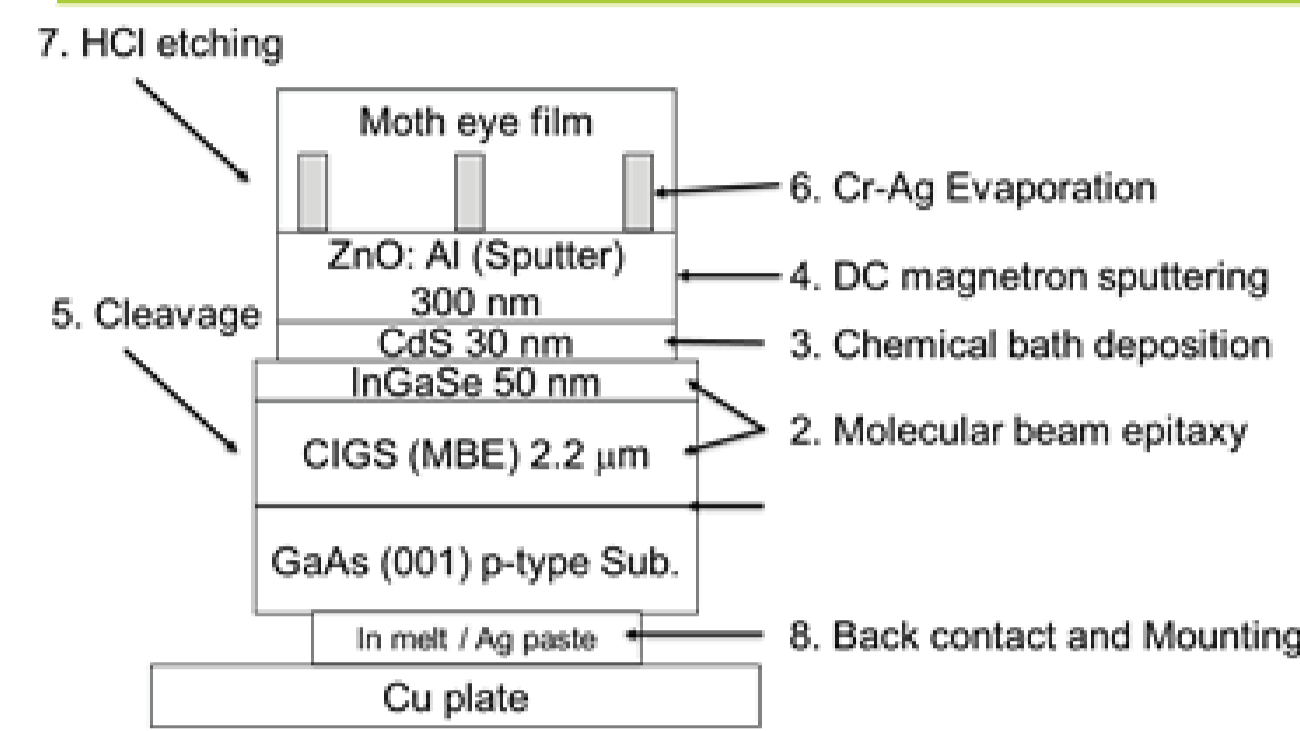 7. HCl etching
Moth eye film
6. Cr-Ag Evaporation
ZnO: Al (Sputter)
300 nm
4. DC magnetron sputtering
5. Cleavage
CdS 30 nm
3. Chemical bath deposition
InGaSe 50 nm
2. Molecular beam epitaxy
CIGS (MBE) 2.2 μm
GaAs (001) p-type Sub.
In melt / Ag paste
8. Back contact and Mounting
Cu plate